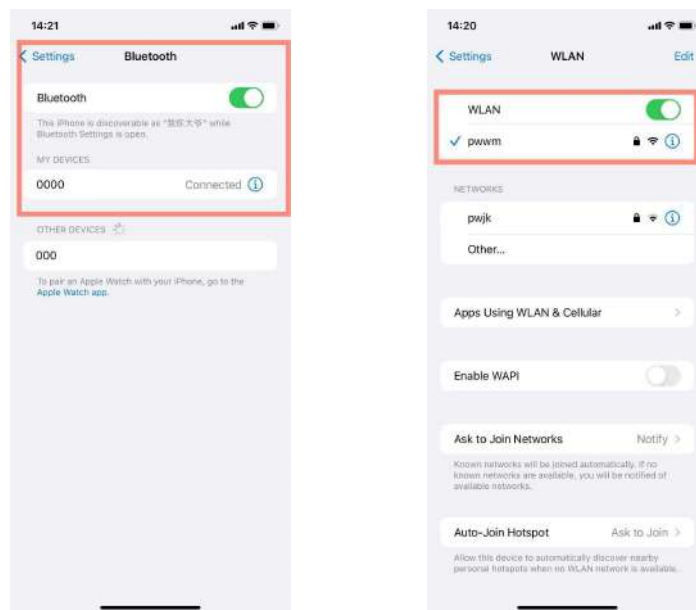 14:21
Settings
Bluetooth
Bluetooth
This iPhone is discoverable as "
" while
Bluetooth Settings is open.
MY DEVICES
0000
Connected
OTHER DEVICES
000
To pair an Apple Watch with your iPhone, go to the
Apple Watch app.
14:20
Settings
WLAN
Edit
WLAN
pwwm
NETWORKS
pwjk
Other...
Apps Using WLAN & Cellular
Enable WAPI
Ask to Join Networks
Notify
Known networks will be joined automatically. If no
known networks are available, you will be notified of
available networks.
Auto-Join Hotspot
Ask to Join
Allow this device to automatically discover nearby
personal hotspots when no WLAN network is available.